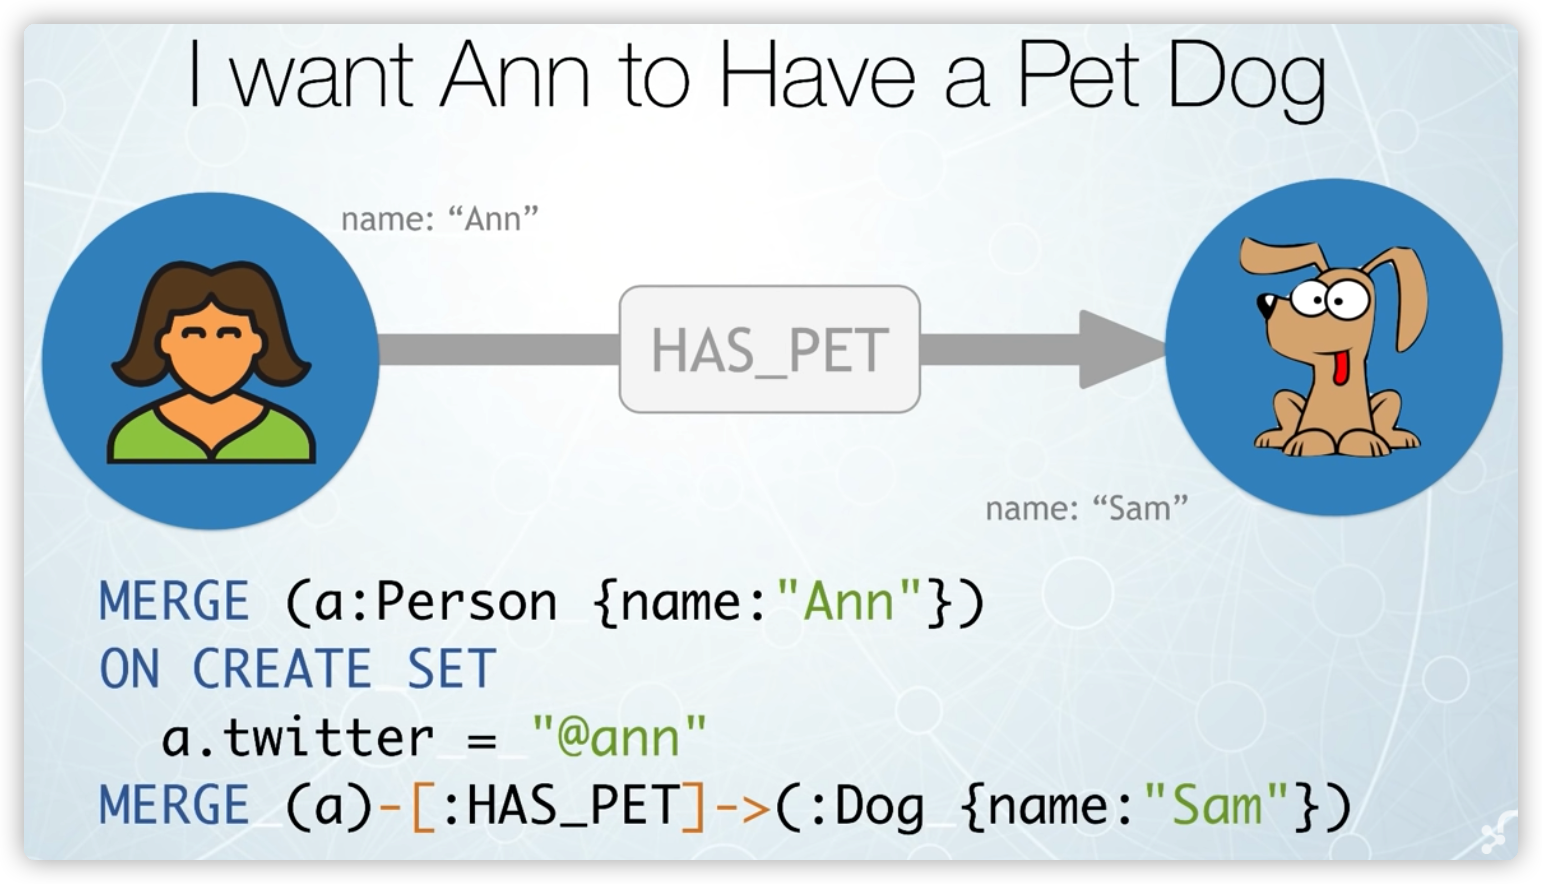 I want Ann to Have a Pet Dog
name: “Ann”
HAS_PET
name: “Sam”
MERGE (a:Person {name:"Ann"})
ON CREATE SET
  a.twitter = "@ann"
MERGE (a)-[:HAS_PET]->(:Dog {name:"Sam"})